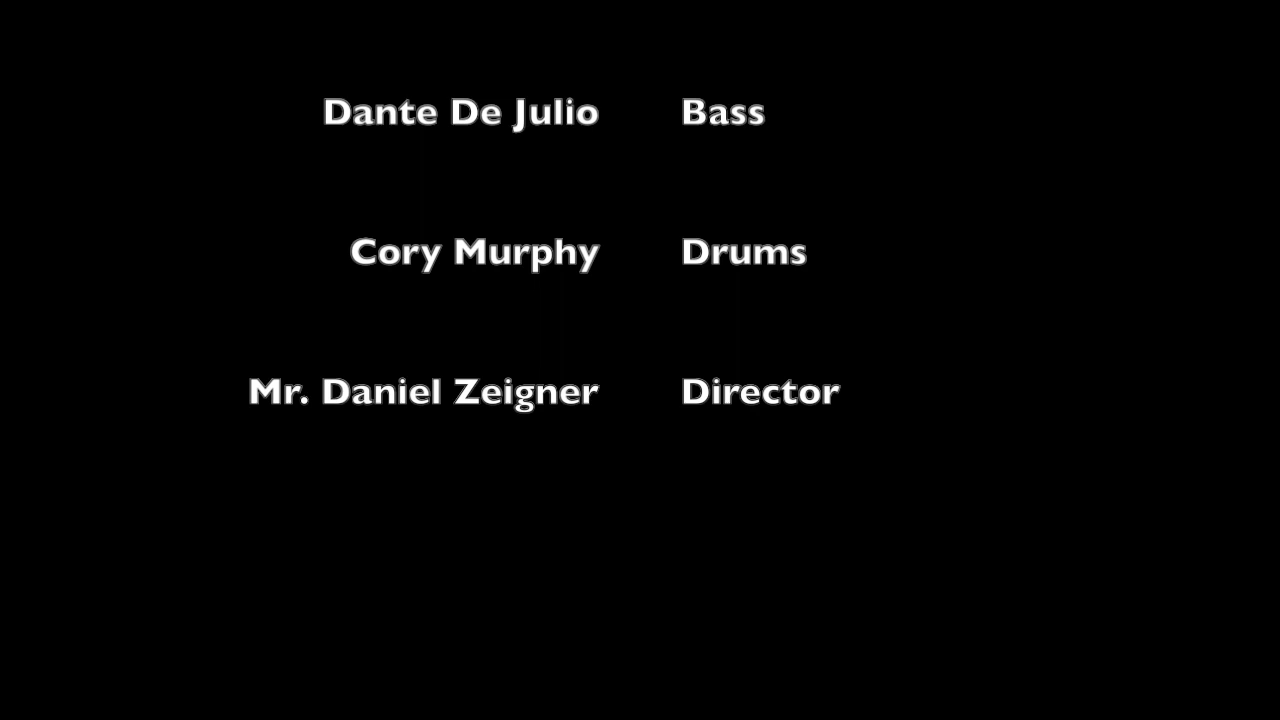 Dante De Julio Bass
Cory Murphy Drums
Mr. Daniel Zeigner Director